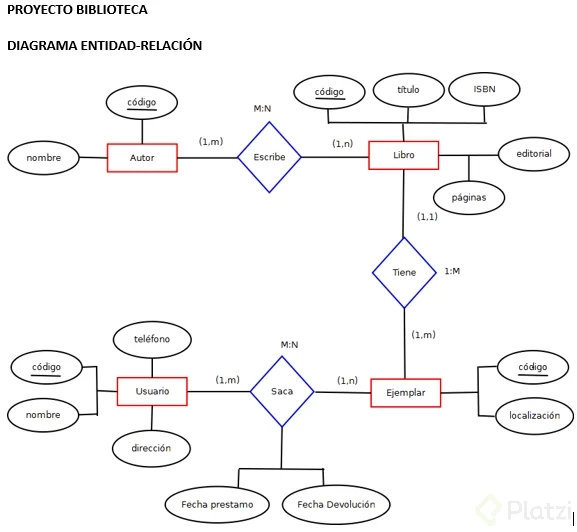 PROYECTO BIBLIOTECA
DIAGRAMA ENTIDAD-RELACIÓN
código
nombre
Autor
(1,m)
M:N
Escribe
(1,n)
código
título
ISBN
Libro
editorial
páginas
(1,1)
Tiene
1:M
(1,m)
teléfono
código
nombre
Usuario
dirección
(1,m)
M:N
Saca
(1,n)
Ejemplar
código
localización
Fecha prestamo
Fecha Devolución
Platzi